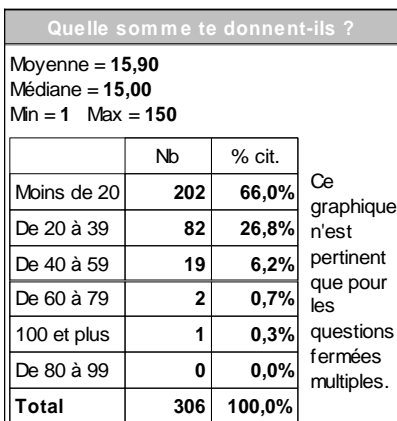 Quelle somme te donnent-ils ?
Moyenne = 15,90
Médiane = 15,00
Min = 1 Max = 150
Nb % cit.
Moins de 20 202 66,0%
De 20 à 39 82 26,8%
De 40 à 59 19 6,2%
De 60 à 79 2 0,7%
100 et plus 1 0,3%
De 80 à 99 0 0,0%
Total 306 100,0%
Ce
graphique
n'est
pertinent
que pour
les
questions
fermées
multiples.